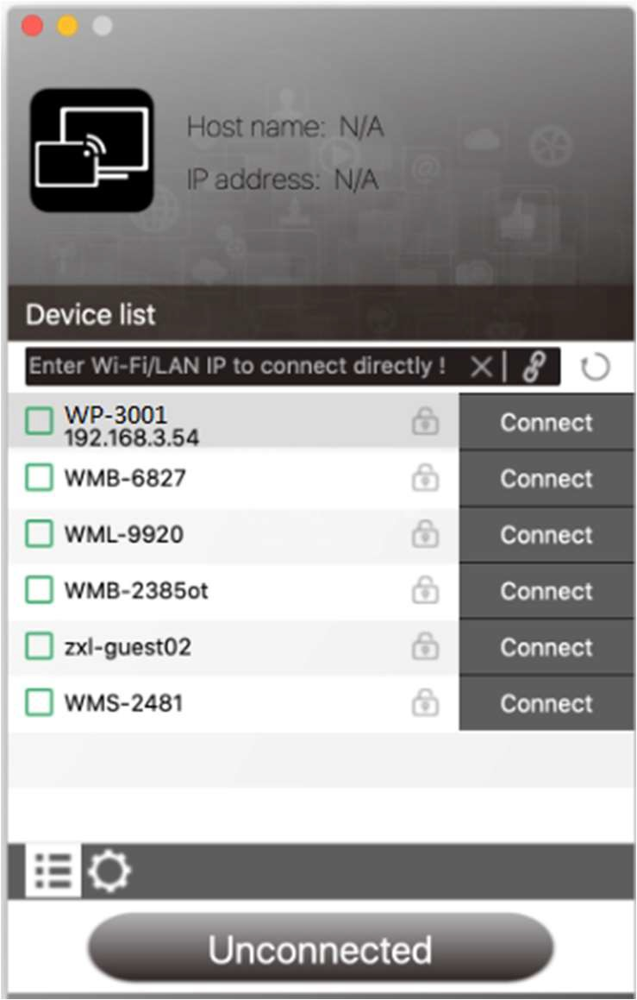 Host name: N/A
IP address: N/A
Device list
Enter Wi-Fi/LAN IP to connect directly !
WP-3001
192.168.3.54
Connect
WMB-6827
Connect
WML-9920
Connect
WMB-2385ot
Connect
zxl-guest02
Connect
WMS-2481
Connect
Unconnected